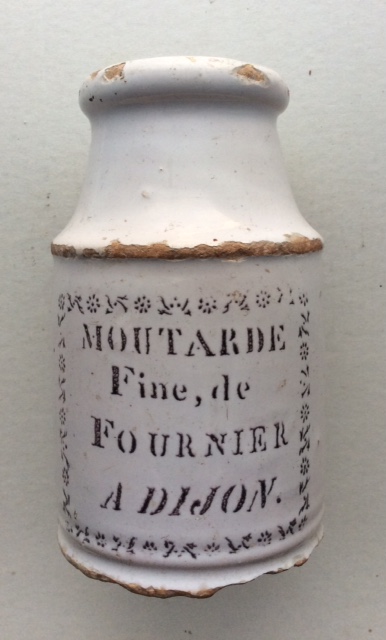 MOUTARDE
Fine, de
FOURNIER
A DIJON.